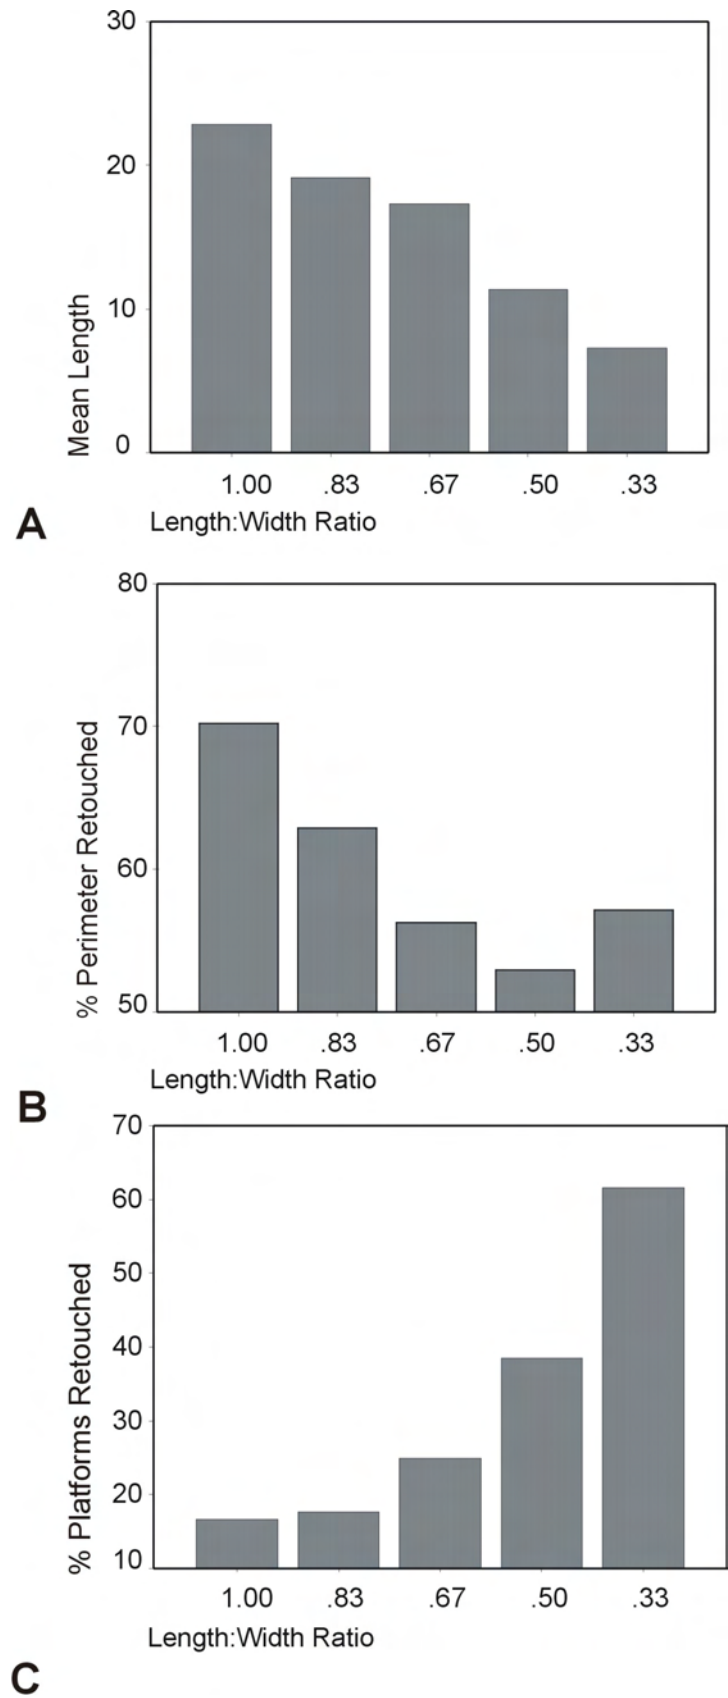 30
20
10
0
Mean Length
1.00 .83 .67 .50 .33
Length:Width Ratio
A
80
70
60
50
% Perimeter Retouched
1.00 .83 .67 .50 .33
Length:Width Ratio
B
70
60
50
40
30
20
10
% Platforms Retouched
1.00 .83 .67 .50 .33
Length:Width Ratio
C